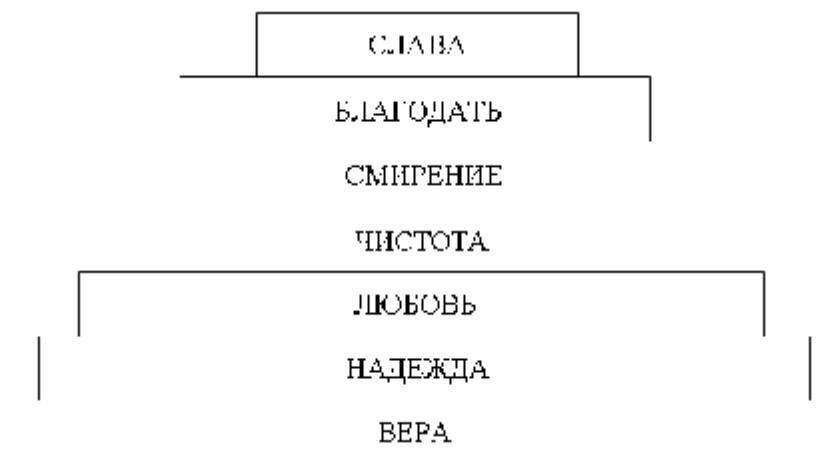 СЛАВА
БЛАГОДАТЬ
СМИРЕНИЕ
ЧИСТОТА
ЛЮБОВЬ
НАДЕЖДА
ВЕРА